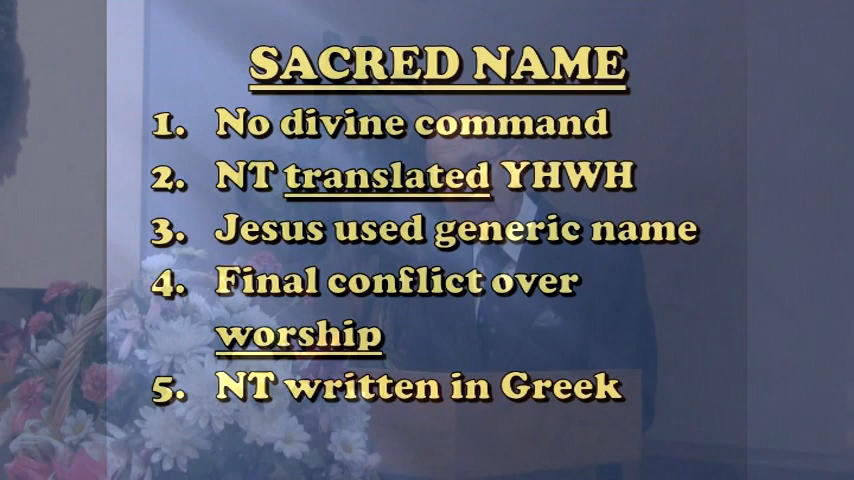 SACRED NAME
1. No divine command
2. NT translated YHWH
3. Jesus used generic name
4. Final conflict over
worship
5. NT written in Greek